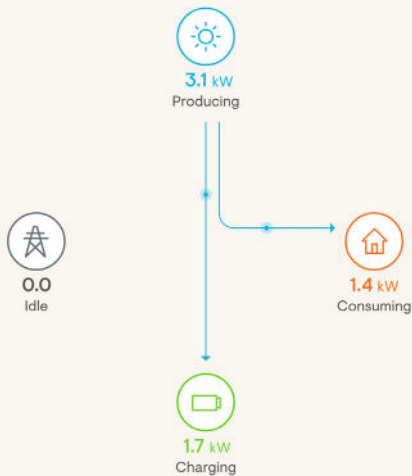 3.1 kW
Producing
0.0
Idle
1.4 kW
Consuming
1.7 kW
Charging